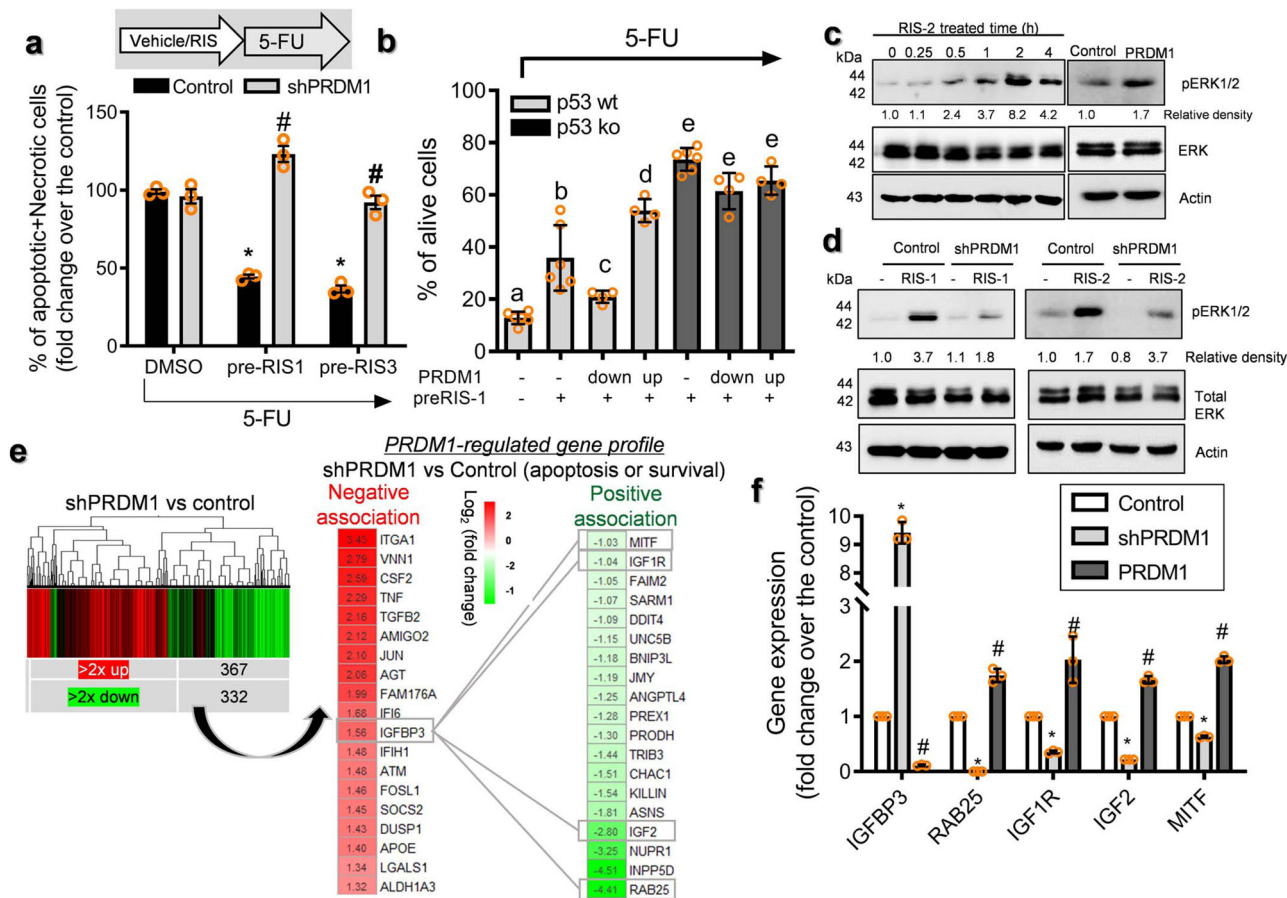 a
Vehicle/RIS
5-FU
Control
shPRDM1
% of apoptotic+Necrotic cells
(fold change over the control)
150
100
50
0
#
#
*
*
DMSO
pre-RIS1
pre-RIS3
5-FU
b
5-FU
p53 wt
p53 ko
% of alive cells
100
80
60
40
20
0
a
b
c
d
e
e
e
PRDM1 - - down up - down up
preRIS-1 - + + + + + +
c
RIS-2 treated time (h)
kDa
0 0.25 0.5 1 2 4
Control PRDM1
44
42
pERK1/2
1.0 1.1 2.4 3.7 8.2 4.2 1.0 1.7 Relative density
44
42
ERK
43
Actin
d
Control shPRDM1 Control shPRDM1
kDa
- RIS-1 - RIS-1 - RIS-2 - RIS-2
44
42
pERK1/2
1.0 3.7 1.1 1.8 1.0 1.7 0.8 3.7 Relative density
44
42
Total
ERK
43
Actin
e
PRDM1-regulated gene profile
shPRDM1 vs Control (apoptosis or survival)
shPRDM1 vs control
>2x up 367
>2x down 332
Negative
association
Log2 (fold change)
2
1
0
-1
Positive
association
3.45 ITGA1
2.79 VNN1
2.59 CSF2
2.29 TNF
2.16 TGFB2
2.12 AMIGO2
2.10 JUN
2.06 AGT
1.99 FAM176A
1.68 IFI6
1.56 IGFBP3
1.48 IFIH1
1.48 ATM
1.46 FOSL1
1.45 SOCS2
1.43 DUSP1
1.40 APOE
1.34 LGALS1
1.32 ALDH1A3
-1.03 MITF
-1.04 IGF1R
-1.05 FAIM2
-1.07 SARM1
-1.09 DDIT4
-1.15 UNC5B
-1.18 BNIP3L
-1.19 JMY
-1.25 ANGPTL4
-1.28 PREX1
-1.30 PRODH
-1.44 TRIB3
-1.51 CHAC1
-1.54 KILLIN
-1.81 ASNS
-2.80 IGF2
-3.25 NUPR1
-4.51 INPP5D
-4.41 RAB25
f
Control
shPRDM1
PRDM1
Gene expression
(fold change over the control)
10
9
8
7
6
3
2
1
0
*
#
*
#
*
#
*
#
*
#
IGFBP3
RAB25
IGF1R
IGF2
MITF